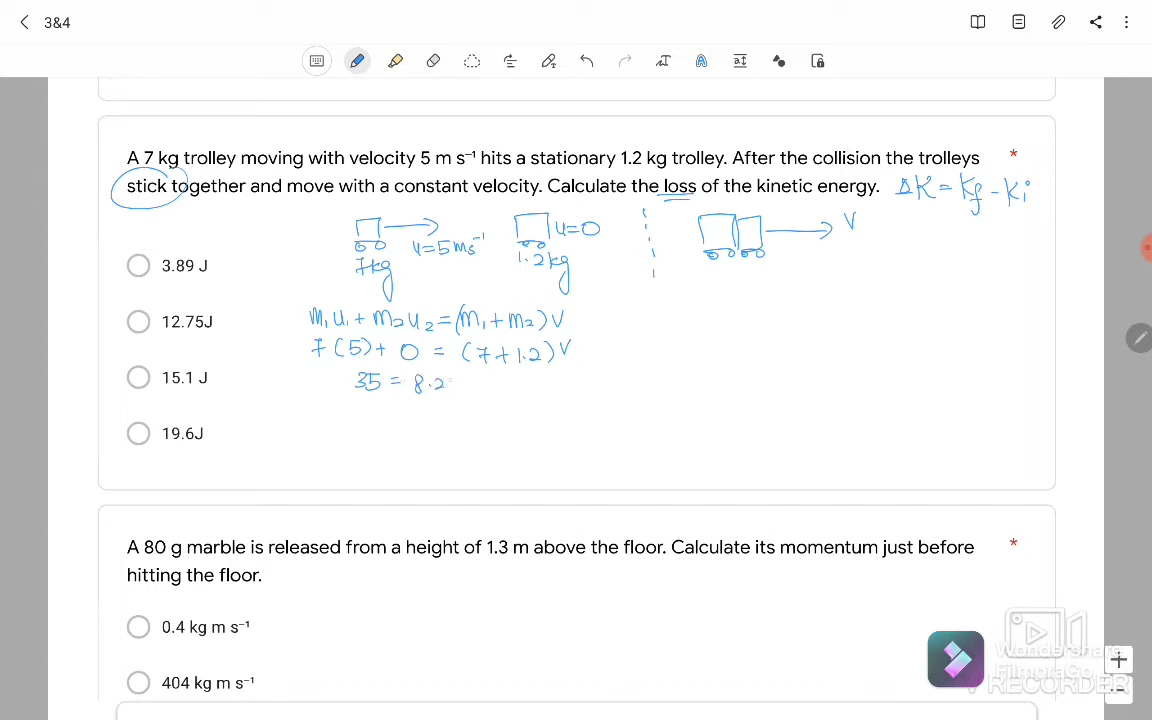 3&4
A 7 kg trolley moving with velocity 5 m s⁻¹ hits a stationary 1.2 kg trolley. After the collision the trolleys *
stick together and move with a constant velocity. Calculate the loss of the kinetic energy. ΔK = Kf - Ki
u=5ms⁻¹ u=0 V
7kg 1.2kg
3.89 J
m₁u₁ + m₂u₂ = (m₁ + m₂) V
12.75J
7(5) + 0 = (7+1.2) V
35 = 8.2
15.1 J
19.6J
A 80 g marble is released from a height of 1.3 m above the floor. Calculate its momentum just before *
hitting the floor.
0.4 kg m s⁻¹
404 kg m s⁻¹
Wondershare
FilmoraGo
V RECORDER